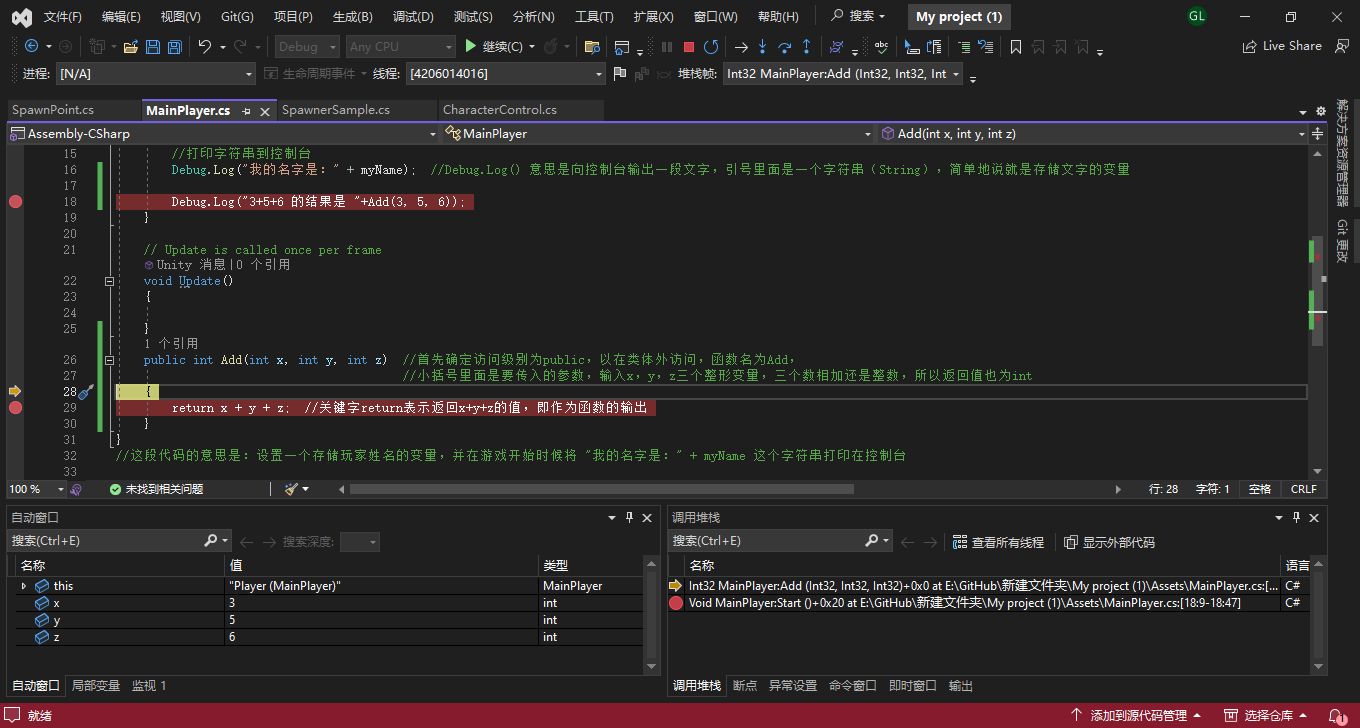 文件(F) 编辑(E) 视图(V) Git(G) 项目(P) 生成(B) 调试(D) 测试(S) 分析(N) 工具(T) 扩展(X) 窗口(W) 帮助(H) 搜索 My project (1) GL
Debug Any CPU 继续(C) Live Share
进程: [N/A] 生命周期事件 线程: [4206014016] 堆栈帧: Int32 MainPlayer:Add (Int32, Int32, Int
SpawnPoint.cs MainPlayer.cs SpawnerSample.cs CharacterControl.cs
Assembly-CSharp MainPlayer Add(int x, int y, int z)
解决方案资源管理器
Git 更改
15 //打印字符串到控制台
16 Debug.Log("我的名字是：" + myName); //Debug.Log() 意思是向控制台输出一段文字，引号里面是一个字符串（String），简单地说就是存储文字的变量
17
18 Debug.Log("3+5+6 的结果是 "+Add(3, 5, 6));
19 }
20
21 // Update is called once per frame
Unity 消息|0 个引用
22 void Update()
23 {
24
25 }
1 个引用
26 public int Add(int x, int y, int z) //首先确定访问级别为public，以在类体外访问，函数名为Add，
27 //小括号里面是要传入的参数，输入x，y，z三个整形变量，三个数相加还是整数，所以返回值也为int
28 {
29 return x + y + z; //关键字return表示返回x+y+z的值，即作为函数的输出
30 }
31 }
32 //这段代码的意思是：设置一个存储玩家姓名的变量，并在游戏开始时候将 "我的名字是：" + myName 这个字符串打印在控制台
33
100 % 未找到相关问题 行: 28 字符: 1 空格 CRLF
自动窗口
搜索(Ctrl+E) 搜索深度:
名称 值 类型
this "Player (MainPlayer)" MainPlayer
x 3 int
y 5 int
z 6 int
自动窗口 局部变量 监视 1
调用堆栈
搜索(Ctrl+E) 查看所有线程 显示外部代码
名称 语言
Int32 MainPlayer:Add (Int32, Int32, Int32)+0x0 at E:\GitHub\新建文件夹\My project (1)\Assets\MainPlayer.cs:[... C#
Void MainPlayer:Start ()+0x20 at E:\GitHub\新建文件夹\My project (1)\Assets\MainPlayer.cs:[18:9-18:47] C#
调用堆栈 断点 异常设置 命令窗口 即时窗口 输出
就绪 添加到源代码管理 选择仓库 1